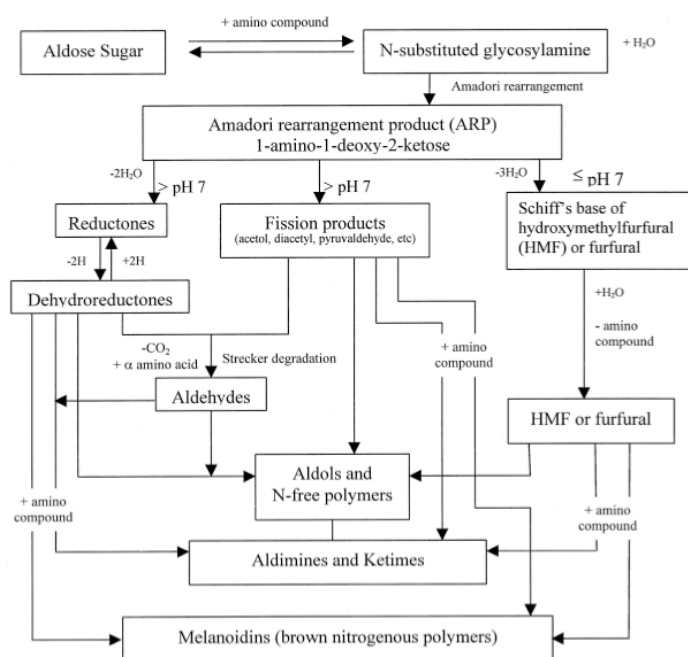 + amino compound
Aldose Sugar
N-substituted glycosylamine
+ H₂O
Amadori rearrangement
Amadori rearrangement product (ARP)
1-amino-1-deoxy-2-ketose
-2H₂O
> pH 7
> pH 7
-3H₂O
≤ pH 7
Reductones
Fission products
(acetol, diacetyl, pyruvaldehyde, etc)
Schiff's base of
hydroxymethylfurfural
(HMF) or furfural
-2H
+2H
Dehydroreductones
+H₂O
- amino
compound
-CO₂
+ α amino acid
Strecker degradation
+ amino
compound
Aldehydes
HMF or furfural
Aldols and
N-free polymers
+ amino
compound
+ amino
compound
Aldimines and Ketimes
Melanoidins (brown nitrogenous polymers)